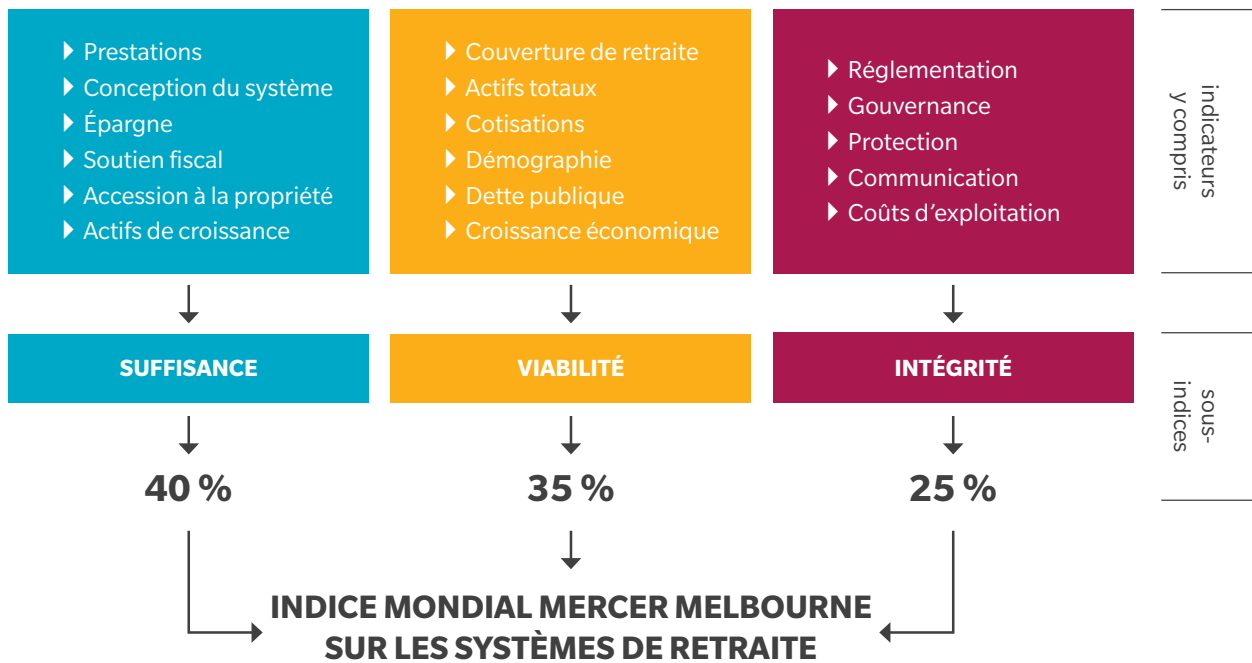 Prestations
Conception du système
Épargne
Soutien fiscal
Accession à la propriété
Actifs de croissance
Couverture de retraite
Actifs totaux
Cotisations
Démographie
Dette publique
Croissance économique
Réglementation
Gouvernance
Protection
Communication
Coûts d’exploitation
indicateurs
y compris
SUFFISANCE
VIABILITÉ
INTÉGRITÉ
sous-
indices
40 %
35 %
25 %
INDICE MONDIAL MERCER MELBOURNE
SUR LES SYSTÈMES DE RETRAITE